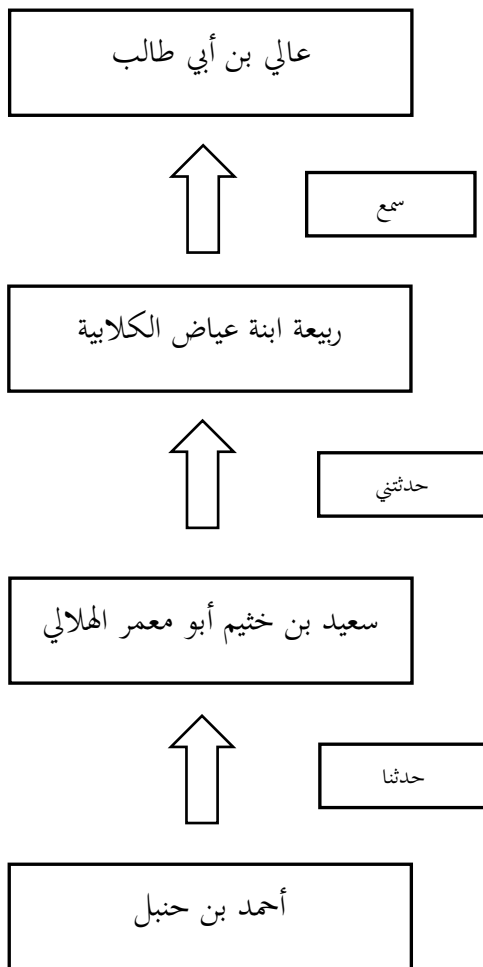 عالي بن أبي طالب
سمع
ربيعة ابنة عياض الكلابية
حدثتني
سعيد بن خثيم أبو معمر الهلالي
حدثنا
أحمد بن حنبل